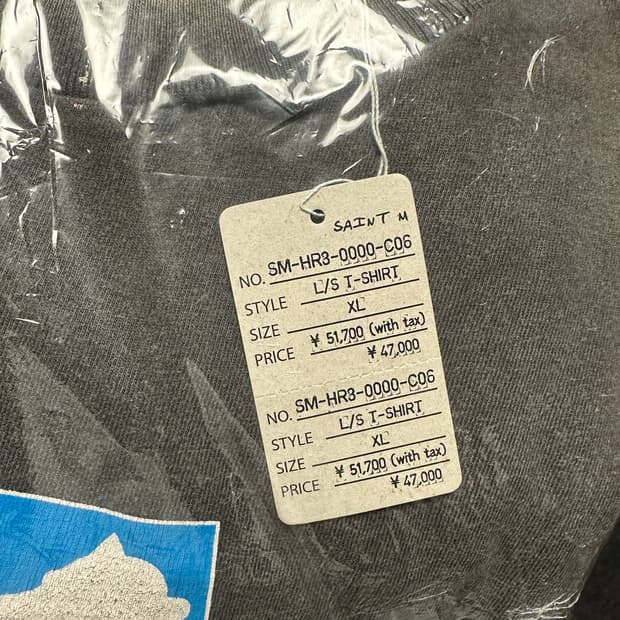 SAINT M
NO. SM-HR3-0000-C06
STYLE L/S T-SHIRT
SIZE XL
PRICE ¥ 51,700 (with tax)
¥ 47,000
NO. SM-HR3-0000-C06
STYLE L/S T-SHIRT
SIZE XL
PRICE ¥ 51,700 (with tax)
¥ 47,000